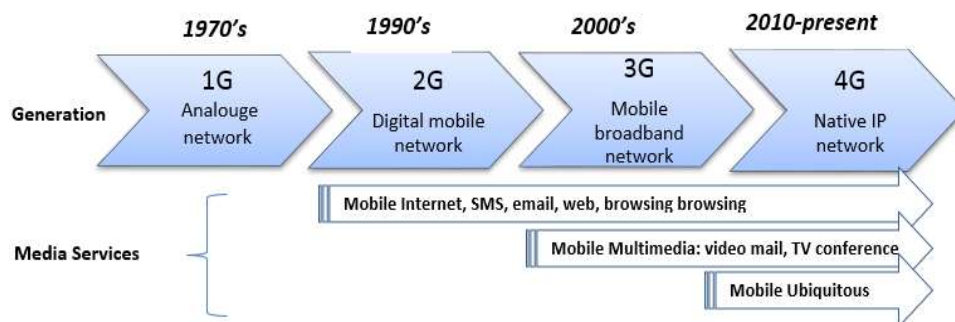 1970's
1990's
2000's
2010-present
Generation
1G
Analouge
network
2G
Digital mobile
network
3G
Mobile
broadband
network
4G
Native IP
network
Media Services
Mobile Internet, SMS, email, web, browsing browsing
Mobile Multimedia: video mail, TV conference
Mobile Ubiquitous